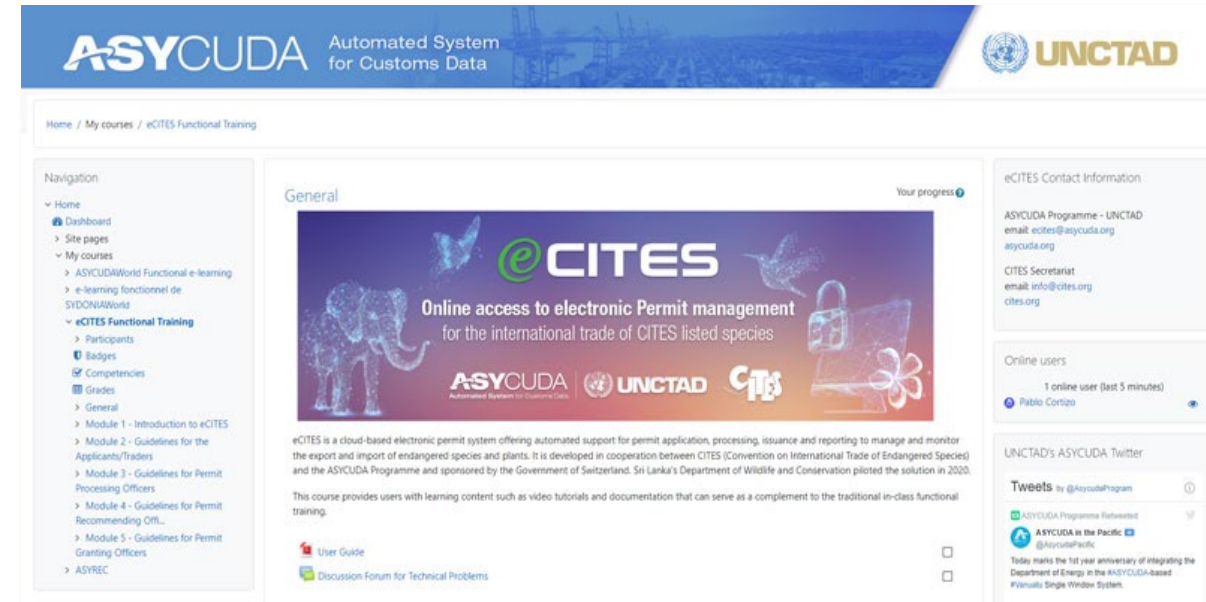 ASYCUDA
Automated System
for Customs Data
UNCTAD
Home / My courses / eCITES Functional Training
Navigation
Home
Dashboard
Site pages
My courses
ASYCUDAWorld Functional e-learning
e-learning fonctionnel de
SYDONIAWorld
eCITES Functional Training
Participants
Badges
Competencies
Grades
General
Module 1 - Introduction to eCITES
Module 2 - Guidelines for the
Applicants/Traders
Module 3 - Guidelines for Permit
Processing Officers
Module 4 - Guidelines for Permit
Recommending Offi...
Module 5 - Guidelines for Permit
Granting Officers
ASYREC
General
Your progress
eCITES
Online access to electronic Permit management
for the international trade of CITES listed species
ASYCUDA
Automated System for Customs Data
UNCTAD
CITES
eCITES is a cloud-based electronic permit system offering automated support for permit application, processing, issuance and reporting to manage and monitor
the export and import of endangered species and plants. It is developed in cooperation between CITES (Convention on International Trade of Endangered Species)
and the ASYCUDA Programme and sponsored by the Government of Switzerland. Sri Lanka's Department of Wildlife and Conservation piloted the solution in 2020.
This course provides users with learning content such as video tutorials and documentation that can serve as a complement to the traditional in-class functional
training.
User Guide
Discussion Forum for Technical Problems
eCITES Contact Information
ASYCUDA Programme - UNCTAD
email: ecites@asycuda.org
asycuda.org
CITES Secretariat
email: info@cites.org
cites.org
Online users
1 online user (last 5 minutes)
Pablo Cortizo
UNCTAD's ASYCUDA Twitter
Tweets by @AsycudaProgram
ASYCUDA Programme Retweeted
ASYCUDA in the Pacific
@AsycudaPacific
Today marks the 1st year anniversary of integrating the
Department of Energy in the #ASYCUDA-based
#Vanuatu Single Window System.